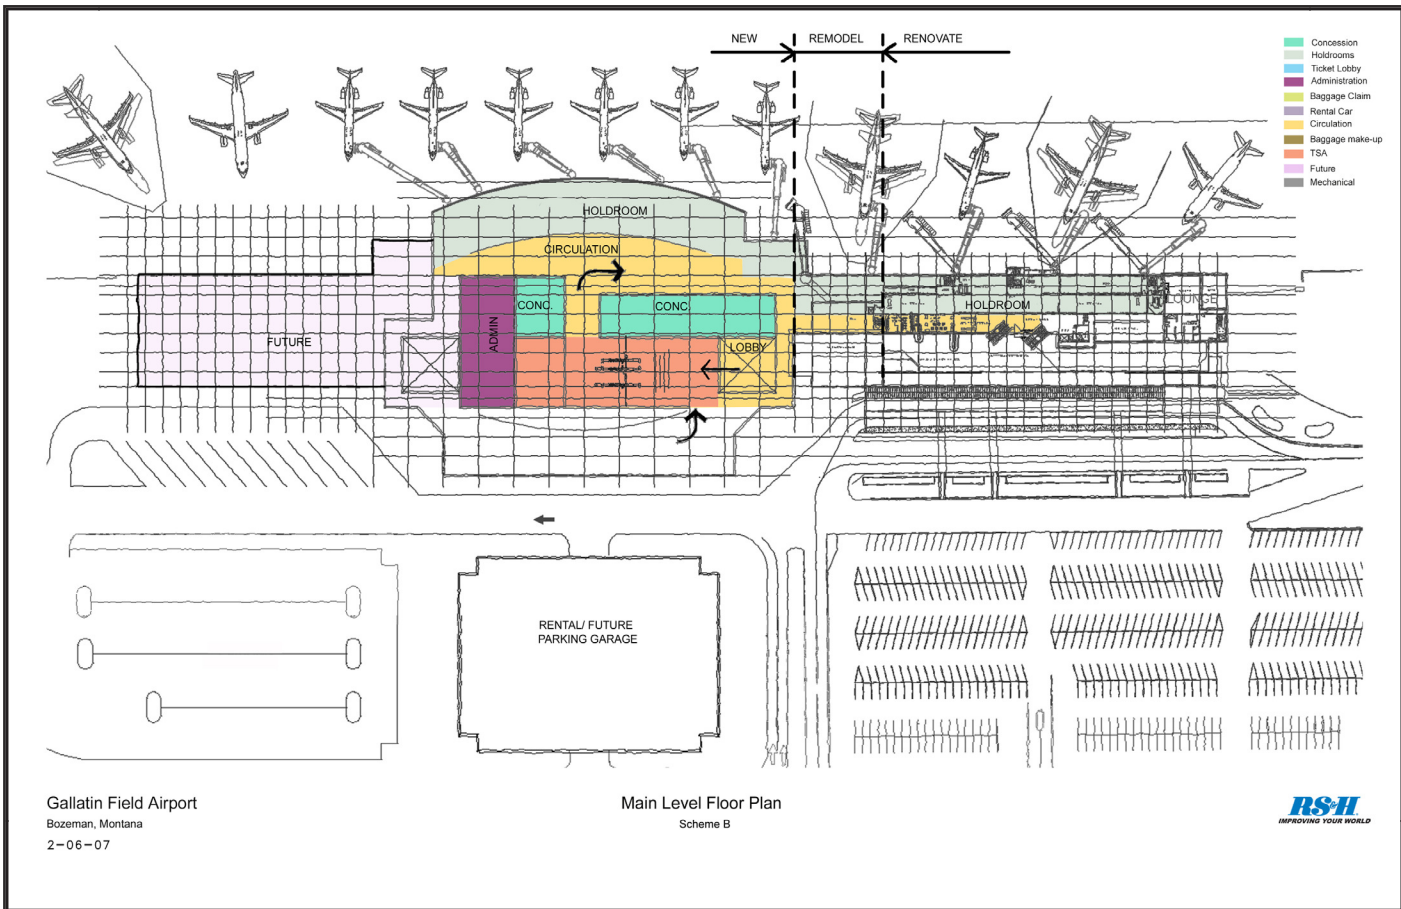 NEW
REMODEL
RENOVATE
Concession
Holdrooms
Ticket Lobby
Administration
Baggage Claim
Rental Car
Circulation
Baggage make-up
TSA
Future
Mechanical
HOLDROOM
CIRCULATION
CONC.
CONC.
HOLDROOM
LOUNGE
ADMIN
FUTURE
LOBBY
RENTAL/ FUTURE
PARKING GARAGE
Gallatin Field Airport
Bozeman, Montana
2-06-07
Main Level Floor Plan
Scheme B
RS&H
IMPROVING YOUR WORLD